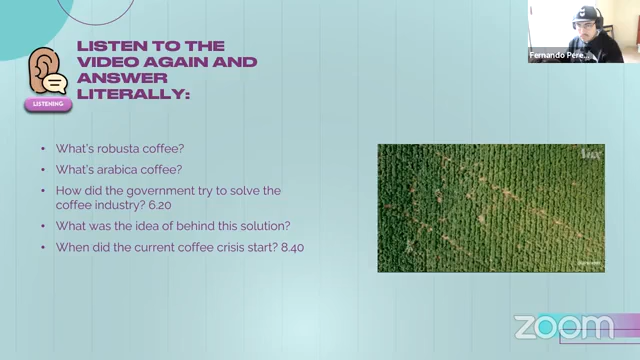 LISTEN TO THE
VIDEO AGAIN AND
ANSWER
LITERALLY:
LISTENING
• What's robusta coffee?
• What's arabica coffee?
• How did the government try to solve the
coffee industry? 6.20
• What was the idea of behind this solution?
• When did the current coffee crisis start? 8.40
Fernando Pere...
zoom